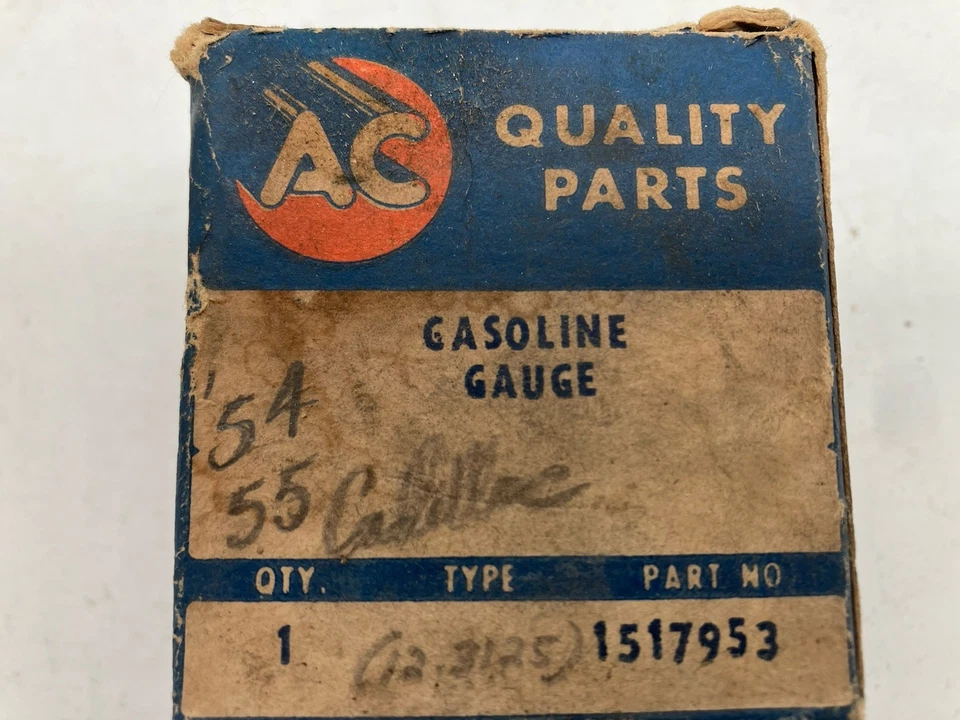 AC
QUALITY
PARTS
GASOLINE
GAUGE
'54
55 Cadillac
QTY. TYPE PART NO
1 (12.3125) 1517953